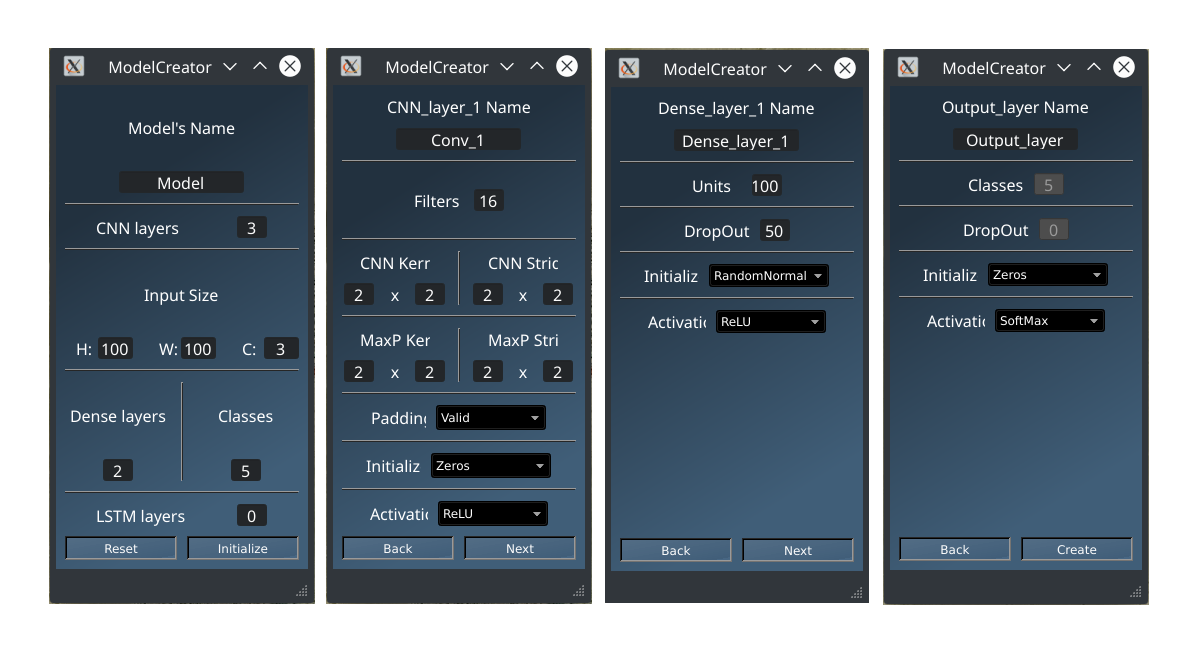 ModelCreator
Model's Name
Model
CNN layers 3
Input Size
H: 100 W: 100 C: 3
Dense layers Classes
2 5
LSTM layers 0
Reset Initialize
ModelCreator
CNN_layer_1 Name
Conv_1
Filters 16
CNN Kerr CNN Stric
2 x 2 2 x 2
MaxP Ker MaxP Stri
2 x 2 2 x 2
Padding Valid
Initializ Zeros
Activatic ReLU
Back Next
ModelCreator
Dense_layer_1 Name
Dense_layer_1
Units 100
DropOut 50
Initializ RandomNormal
Activatic ReLU
Back Next
ModelCreator
Output_layer Name
Output_layer
Classes 5
DropOut 0
Initializ Zeros
Activatic SoftMax
Back Create